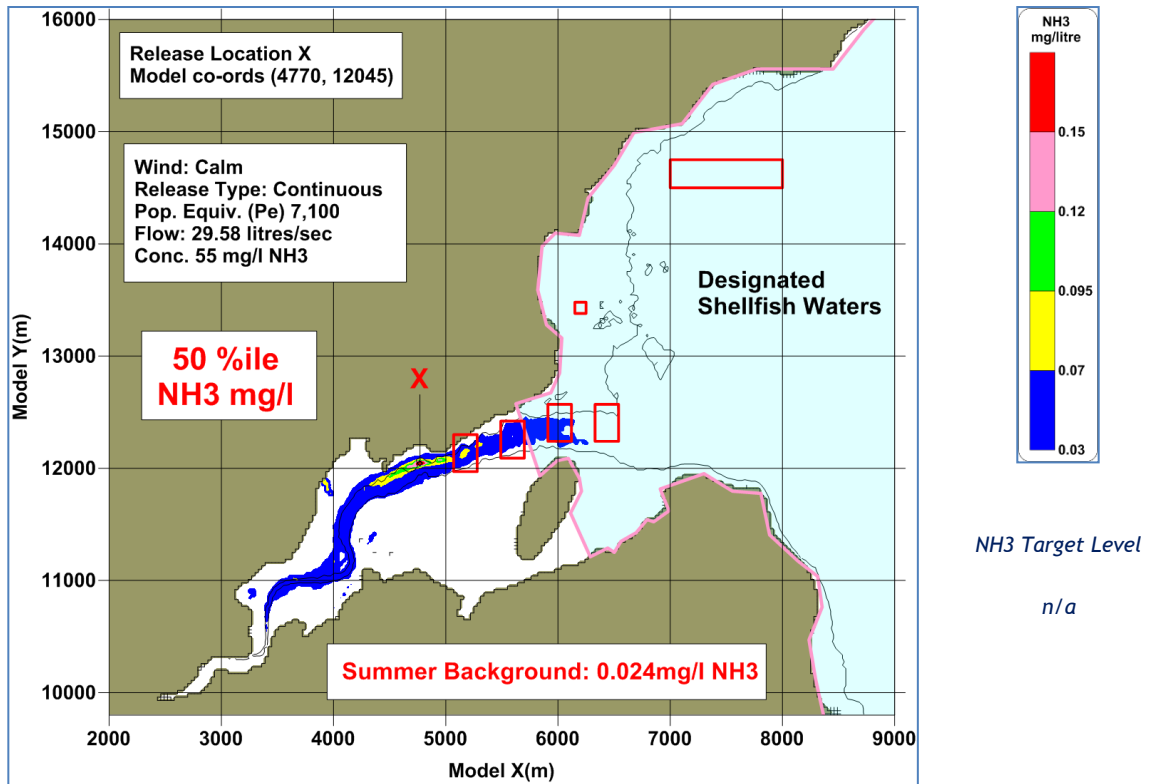 Release Location X
Model co-ords (4770, 12045)
Wind: Calm
Release Type: Continuous
Pop. Equiv. (Pe) 7,100
Flow: 29.58 litres/sec
Conc. 55 mg/l NH3
50 %ile
NH3 mg/l
X
Designated
Shellfish Waters
Summer Background: 0.024mg/l NH3
Model Y(m)
16000
15000
14000
13000
12000
11000
10000
2000
3000
4000
5000
6000
7000
8000
9000
Model X(m)
NH3
mg/litre
0.15
0.12
0.095
0.07
0.03
NH3 Target Level
n/a